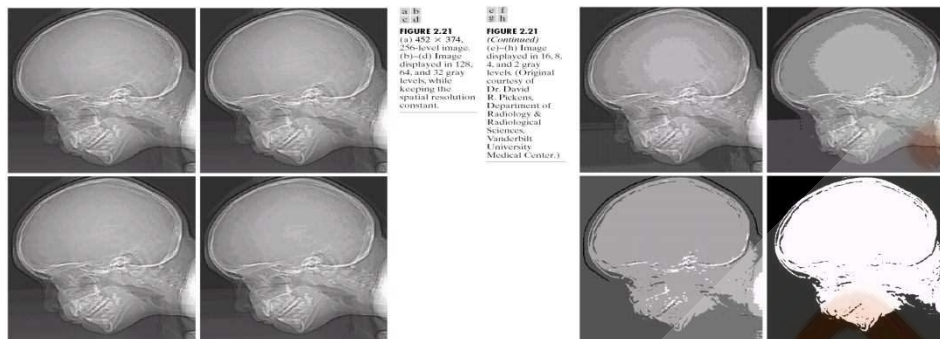 a b
c d
FIGURE 2.21
(a) 452 × 374,
256-level image.
(b)–(d) Image
displayed in 128,
64, and 32 gray
levels, while
keeping the
spatial resolution
constant.
e f
g h
FIGURE 2.21
(Continued)
(e)–(h) Image
displayed in 16, 8,
4, and 2 gray
levels. (Original
courtesy of
Dr. David
R. Pickens,
Department of
Radiology &
Radiological
Sciences,
Vanderbilt
University
Medical Center.)